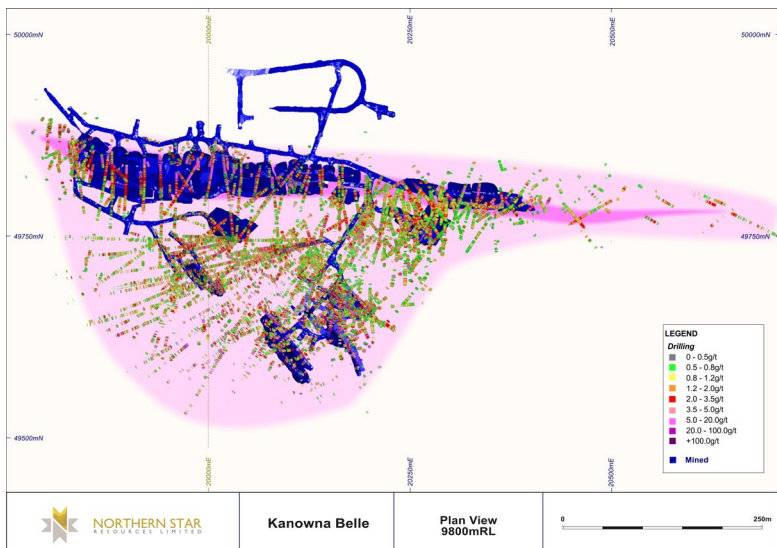 20000mE
20250mE
20500mE
50000mN
50000mN
49750mN
49750mN
49500mN
20000mE
20250mE
20500mE
LEGEND
Drilling
0 - 0.5g/t
0.5 - 0.8g/t
0.8 - 1.2g/t
1.2 - 2.0g/t
2.0 - 3.5g/t
3.5 - 5.0g/t
5.0 - 20.0g/t
20.0 - 100.0g/t
+100.0g/t
Mined
NORTHERN STAR
RESOURCES LIMITED
Kanowna Belle
Plan View
9800mRL
0
250m